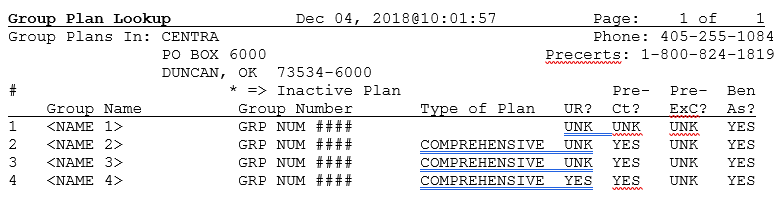 Group Plan Lookup Dec 04, 2018@10:01:57 Page: 1 of 1
Group Plans In: CENTRA Phone: 405-255-1084
PO BOX 6000 Precerts: 1-800-824-1819
DUNCAN, OK 73534-6000
# * => Inactive Plan Pre- Pre- Ben
Group Name Group Number Type of Plan UR? Ct? ExC? As?
1 <NAME 1> GRP NUM #### UNK UNK UNK YES
2 <NAME 2> GRP NUM #### COMPREHENSIVE UNK YES UNK YES
3 <NAME 3> GRP NUM #### COMPREHENSIVE UNK YES UNK YES
4 <NAME 4> GRP NUM #### COMPREHENSIVE YES YES UNK YES